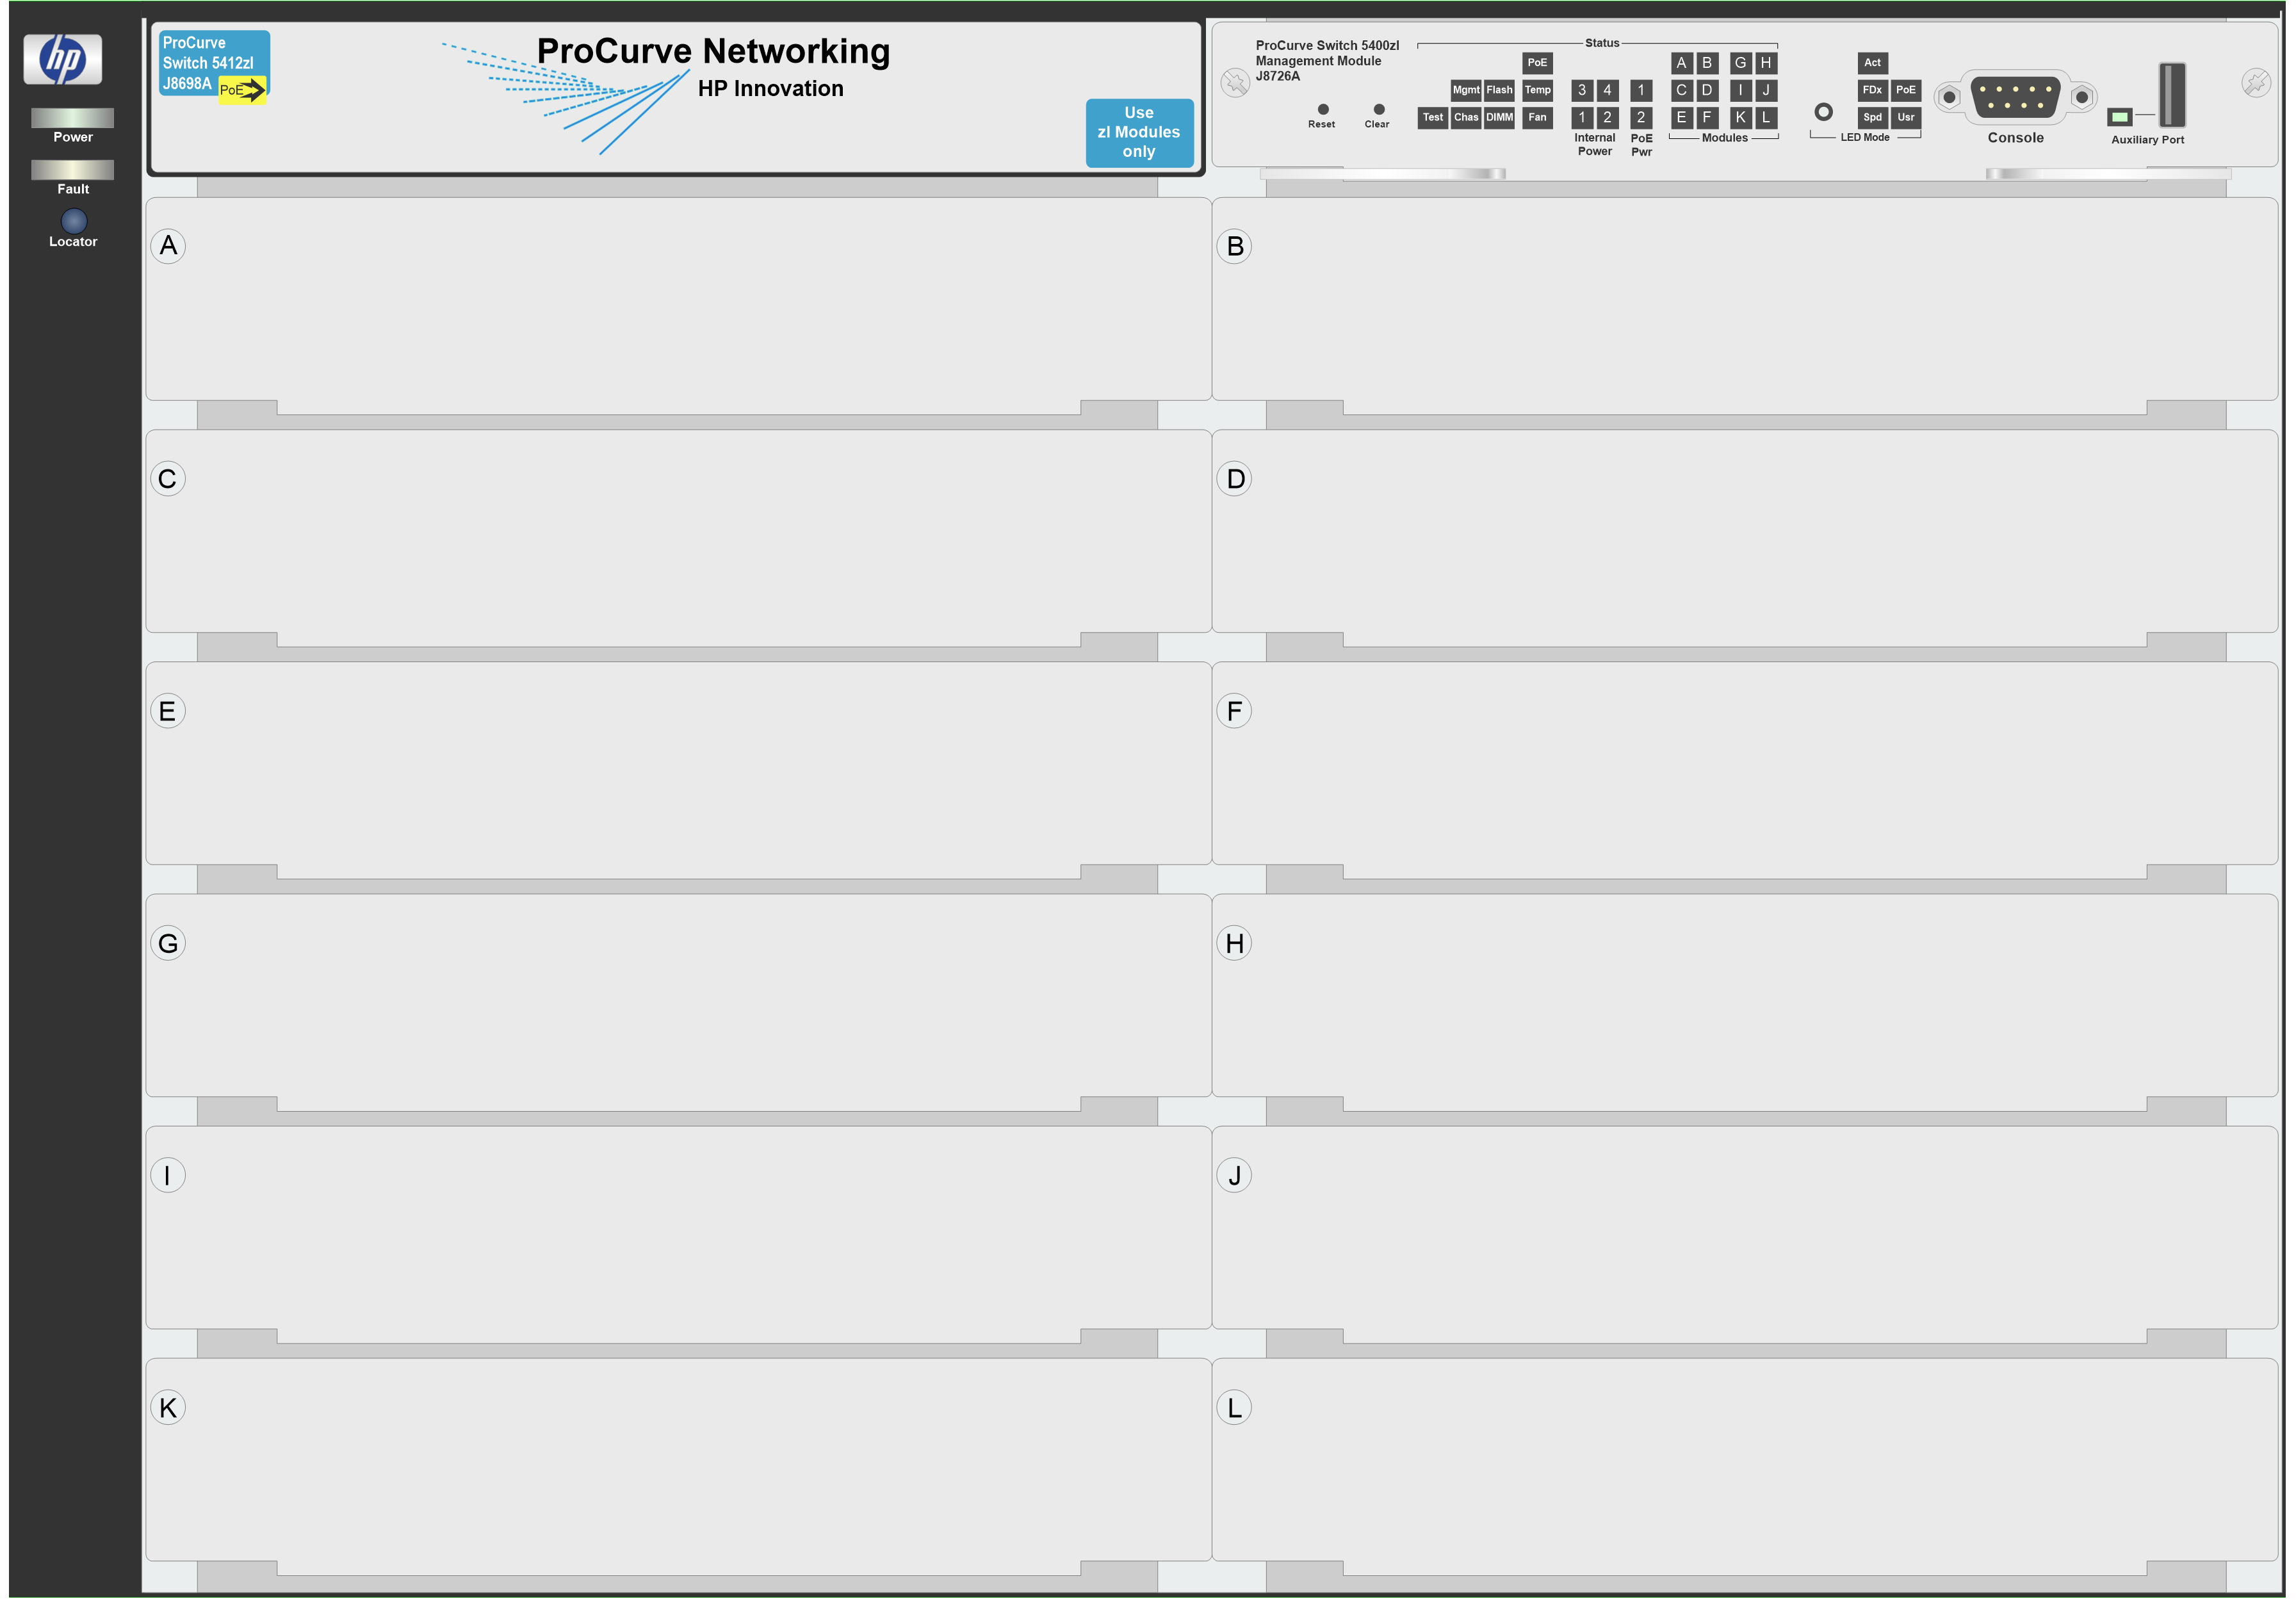 hp
Power
Fault
Locator
ProCurve
Switch 5412zl
J8698A
PoE
ProCurve Networking
HP Innovation
Use
zl Modules
only
ProCurve Switch 5400zl
Management Module
J8726A
Reset
Clear
Status
PoE
Mgmt Flash Temp
Test Chas DIMM Fan
3 4
1 2
Internal
Power
1
2
PoE
Pwr
A B G H
C D I J
E F K L
Modules
Act
FDx PoE
Spd Usr
LED Mode
Console
Auxiliary Port
A
B
C
D
E
F
G
H
I
J
K
L